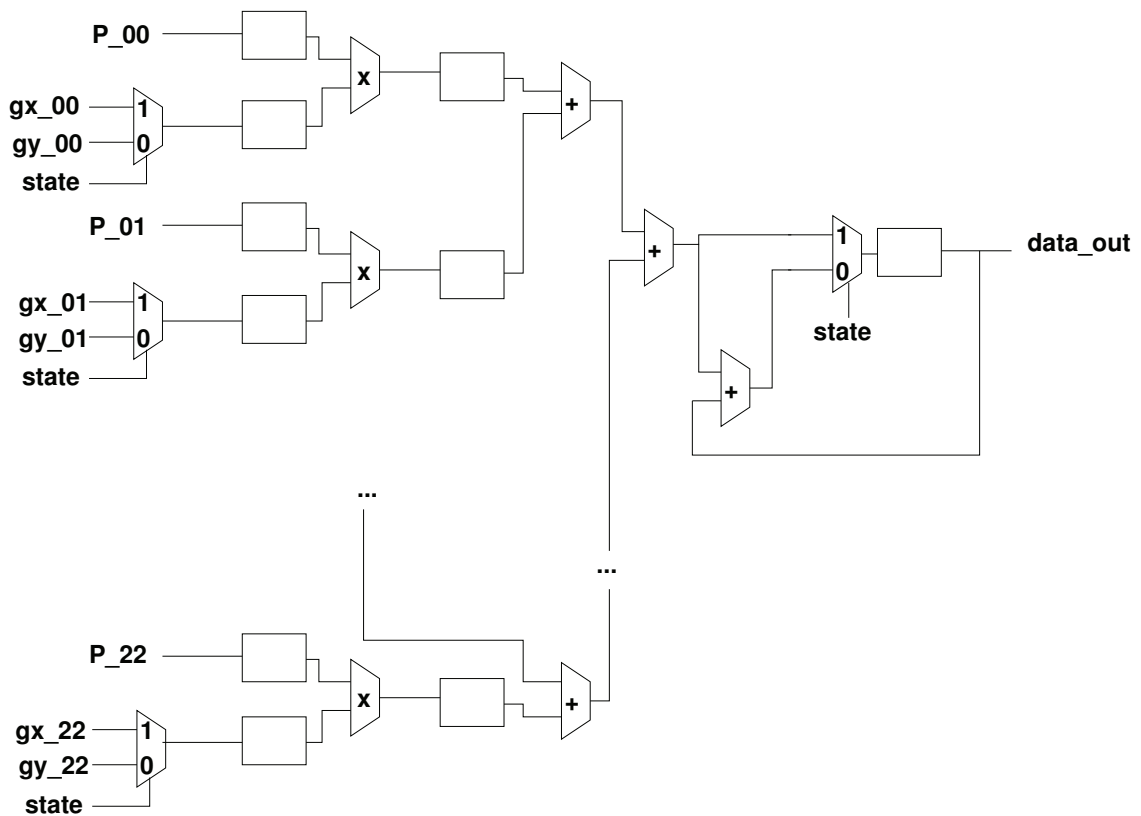 P_00
x
gx_00
1
gy_00
0
state
+
P_01
x
gx_01
1
gy_01
0
state
+
1
0
state
data_out
+
...
...
P_22
x
+
gx_22
1
gy_22
0
state